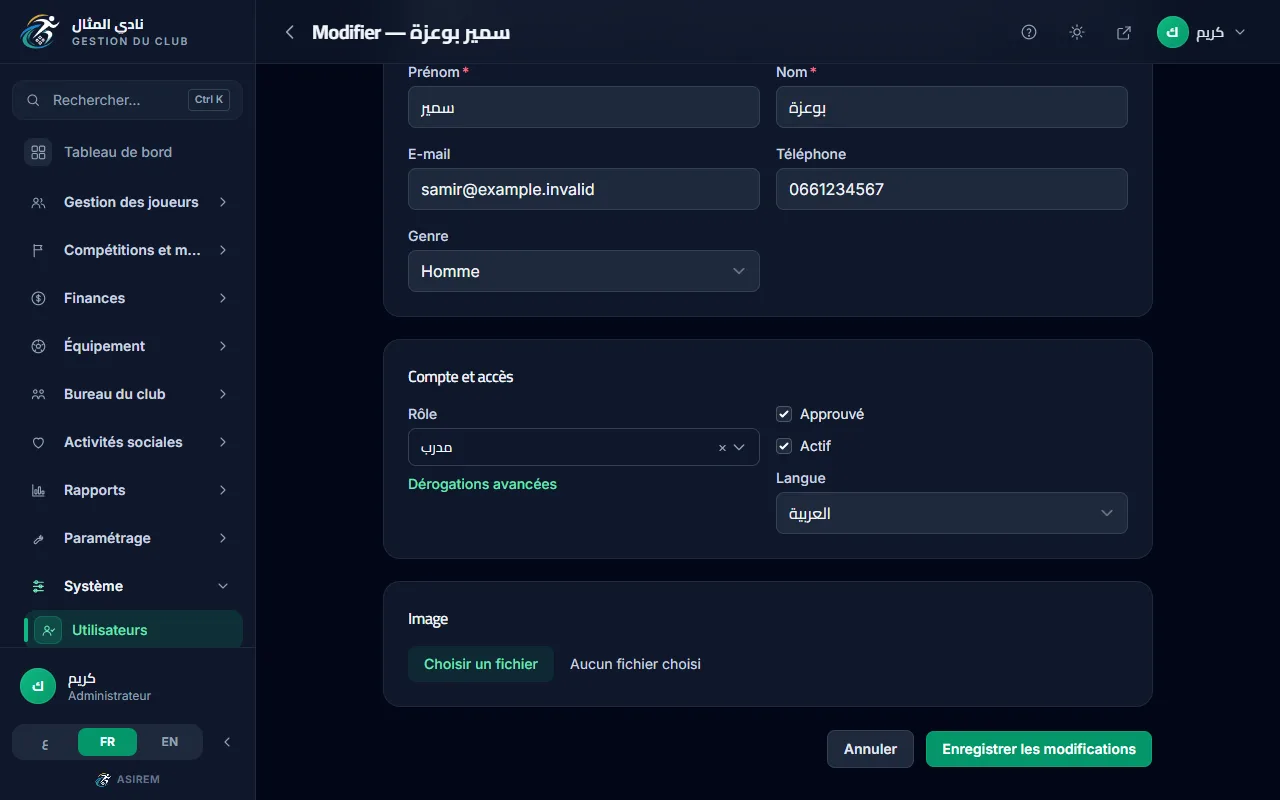 نادي المثال
GESTION DU CLUB
Rechercher...
Ctrl K
Tableau de bord
Gestion des joueurs
Compétitions et m...
Finances
Équipement
Bureau du club
Activités sociales
Rapports
Paramétrage
Système
Utilisateurs
ك
كريم
Administrateur
ع
FR
EN
ASIREM
Modifier — سمير بوعزة
ك
كريم
Prénom *
Nom *
سمير
بوعزة
E-mail
Téléphone
samir@example.invalid
0661234567
Genre
Homme
Compte et accès
Rôle
مدرب
×
Dérogations avancées
Approuvé
Actif
Langue
العربية
Image
Choisir un fichier
Aucun fichier choisi
Annuler
Enregistrer les modifications